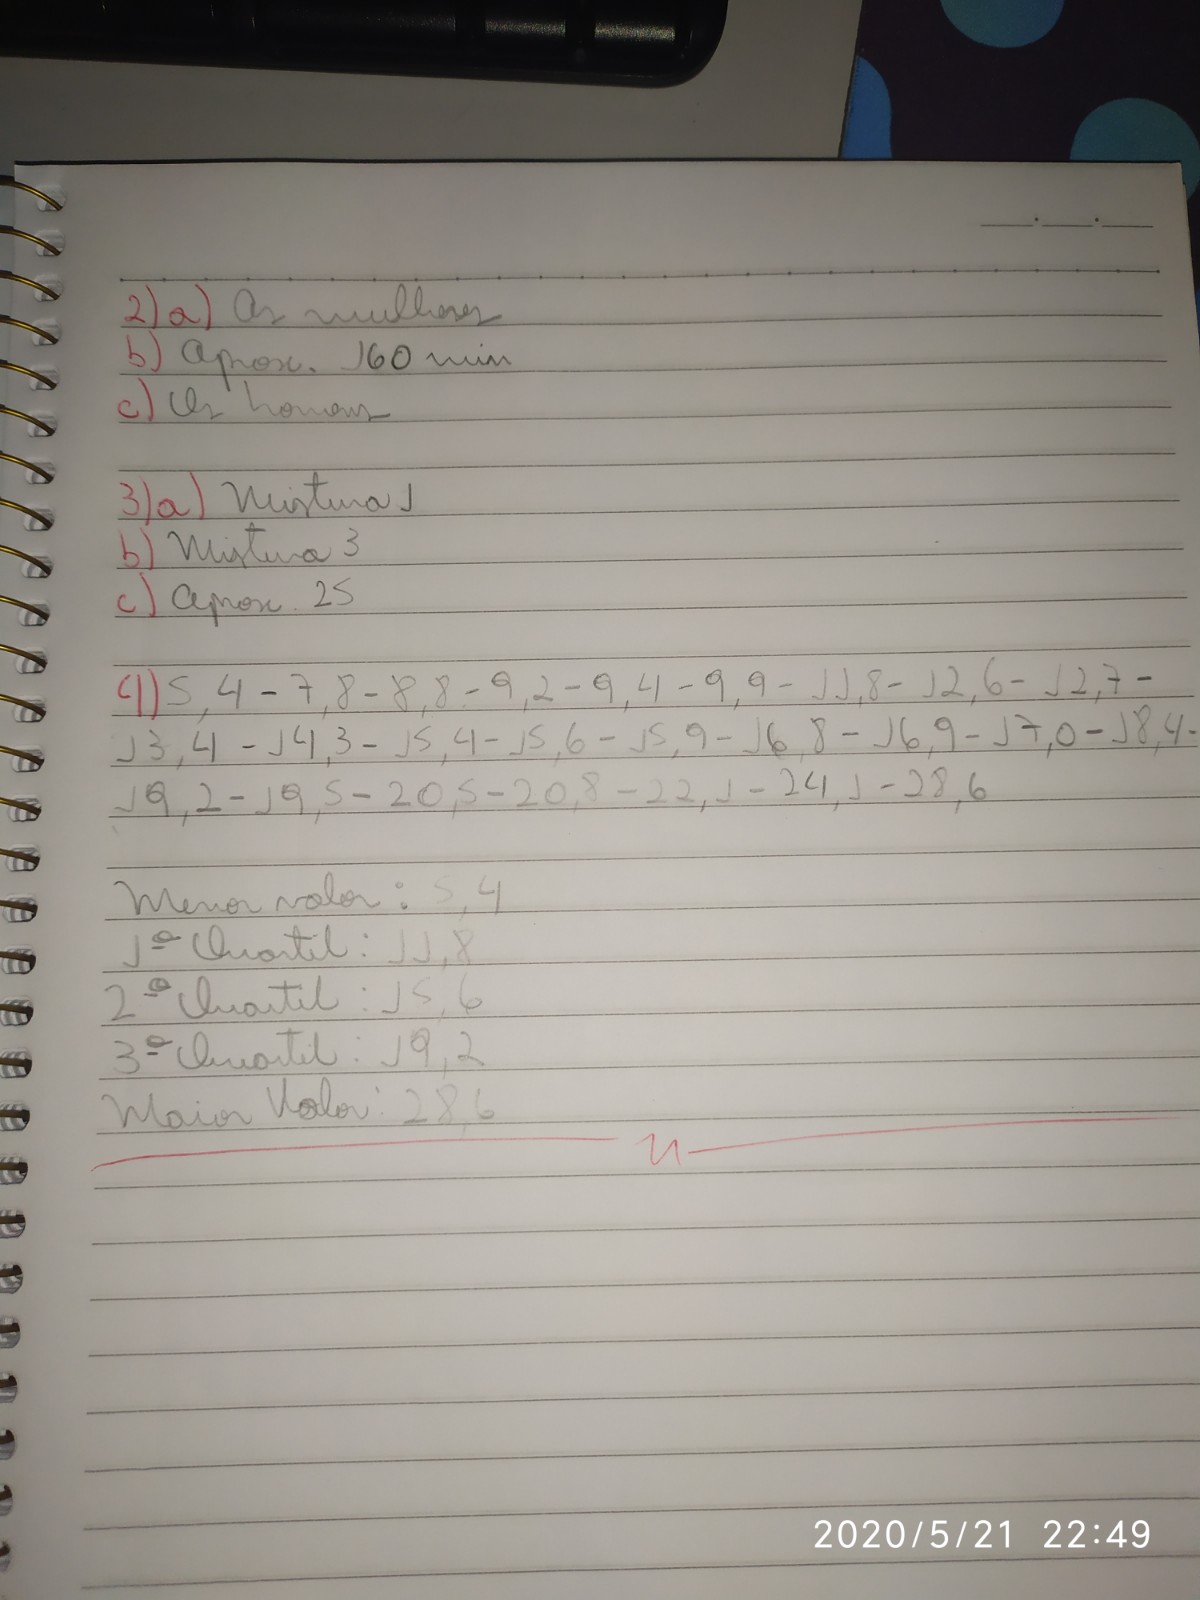 2)a) As mulheres
b) Aprox. 160 min
c) Os homens
3)a) Mistura 1
b) Mistura 3
c) Aprox. 25
4)5,4-7,8-8,8-9,2-9,4-9,9-11,8-12,6-12,7-
13,4-14,3-15,4-15,6-15,9-16,8-16,9-17,0-18,4-
19,2-19,5-20,5-20,8-22,1-24,1-28,6
Menor valor: 5,4
1º Quartil: 11,8
2º Quartil: 15,6
3º Quartil: 19,2
Maior Valor: 28,6
2020/5/21 22:49